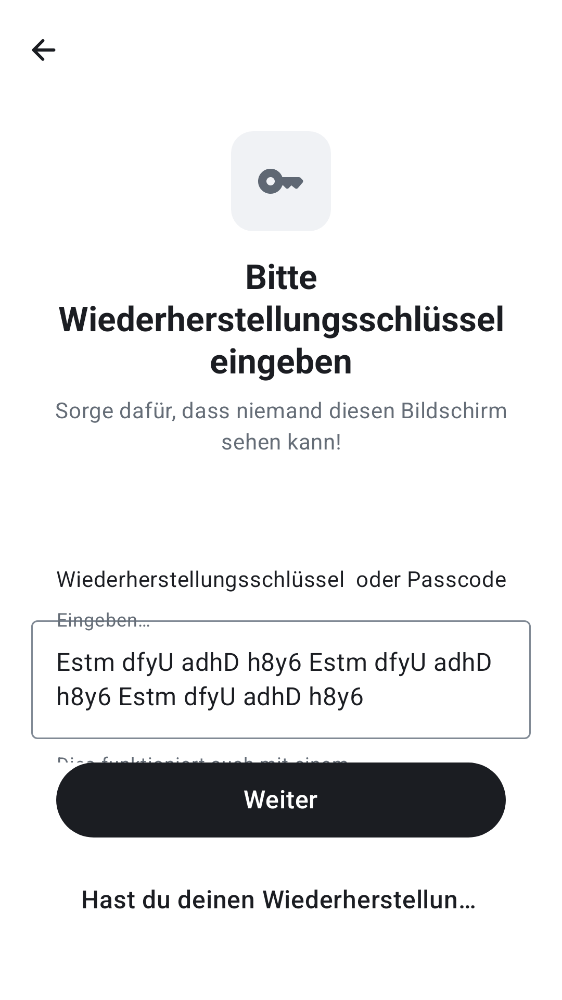 Bitte
Wiederherstellungsschlüssel
eingeben
Sorge dafür, dass niemand diesen Bildschirm
sehen kann!
Wiederherstellungsschlüssel oder Passcode
Eingeben…
Estm dfyU adhD h8y6 Estm dfyU adhD
h8y6 Estm dfyU adhD h8y6
Dies funktioniert auch mit einem
Weiter
Hast du deinen Wiederherstellun…